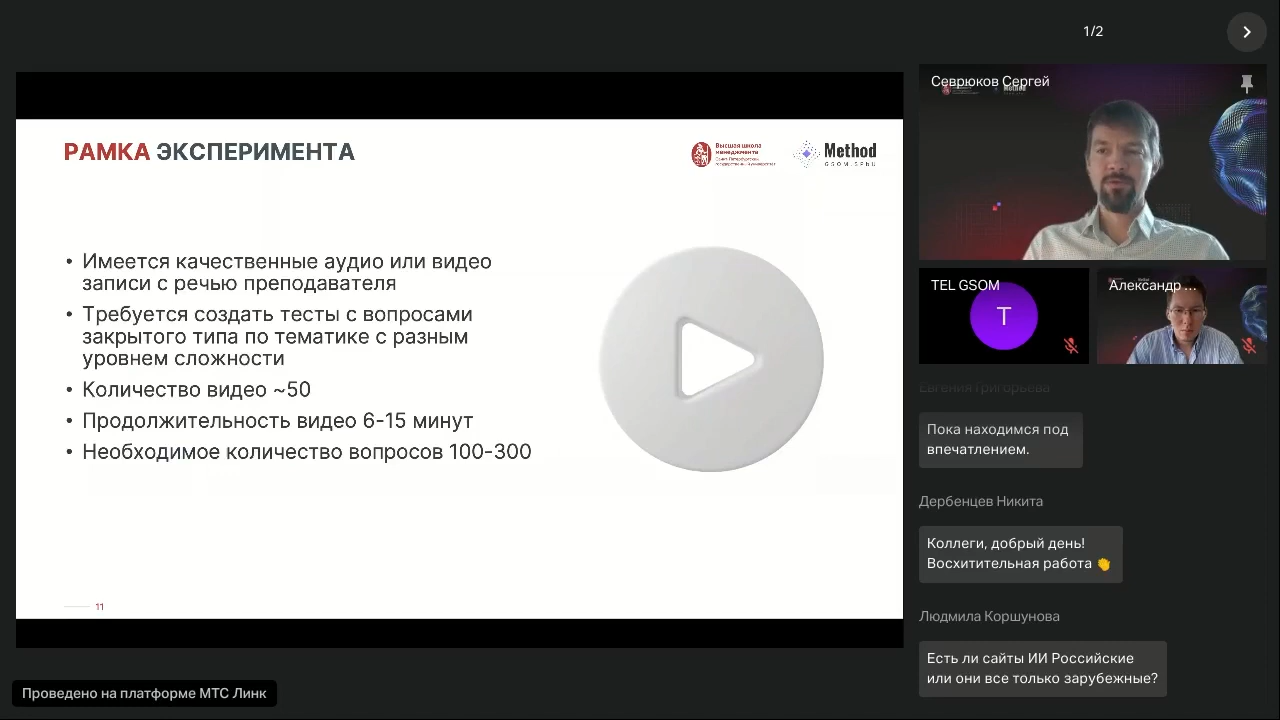 1/2
РАМКА ЭКСПЕРИМЕНТА
Высшая школа
менеджмента
Санкт-Петербургский
государственный университет
Method
GSOM.SPbU
• Имеется качественные аудио или видео
записи с речью преподавателя
• Требуется создать тесты с вопросами
закрытого типа по тематике с разным
уровнем сложности
• Количество видео ~50
• Продолжительность видео 6-15 минут
• Необходимое количество вопросов 100-300
11
Проведено на платформе МТС Линк
Севрюков Сергей
Method
TEL GSOM
T
Александр ...
Евгения Григорьева
Пока находимся под
впечатлением.
Дербенцев Никита
Коллеги, добрый день!
Восхитительная работа 👏
Людмила Коршунова
Есть ли сайты ИИ Российские
или они все только зарубежные?